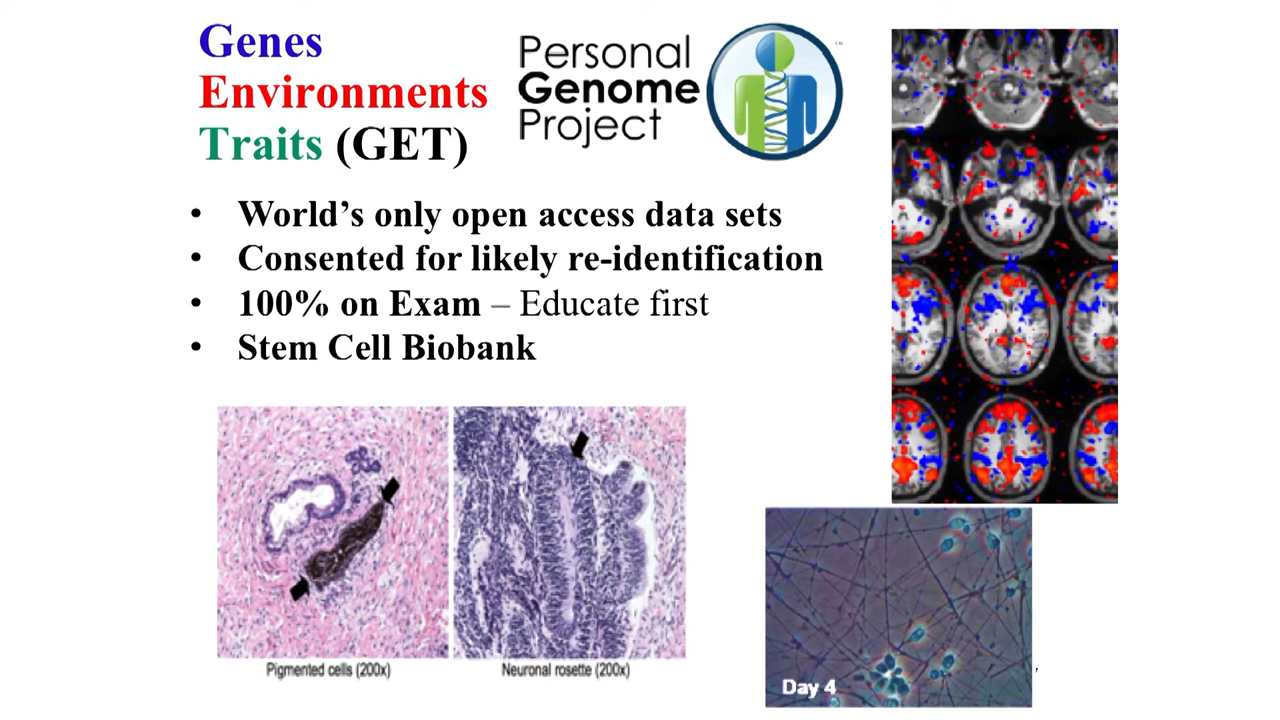 Genes
Environments
Traits (GET)
Personal
Genome
Project
TM
• World’s only open access data sets
• Consented for likely re-identification
• 100% on Exam – Educate first
• Stem Cell Biobank
Pigmented cells (200x)
Neuronal rosette (200x)
Day 4